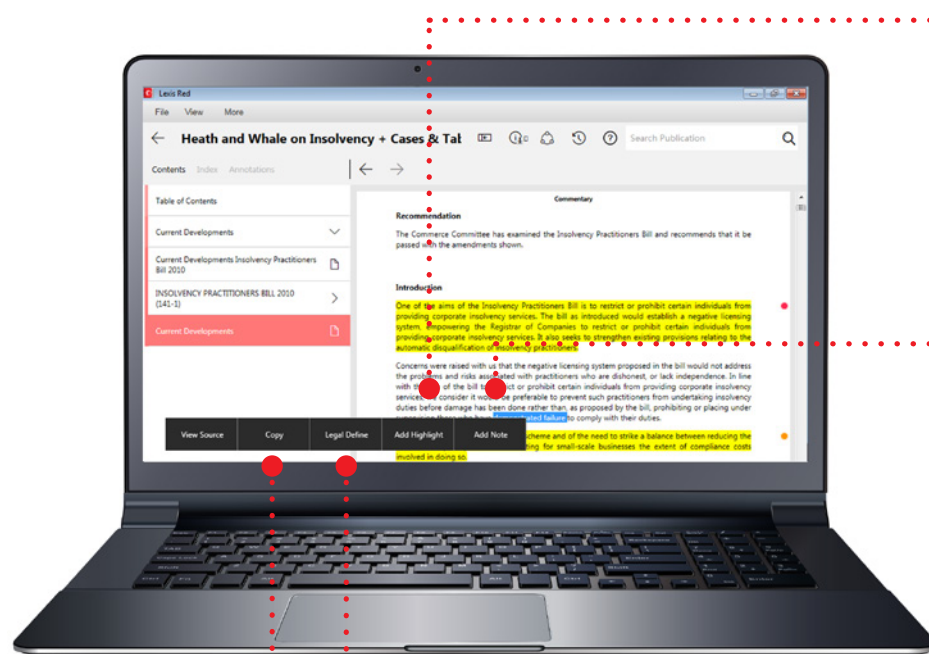 Lexis Red
File View More
Heath and Whale on Insolvency + Cases & Tal
Search Publication
Contents Index Annotations
Table of Contents
Current Developments
Current Developments Insolvency Practitioners
Bill 2010
INSOLVENCY PRACTITIONERS BILL 2010
(141-1)
Current Developments
Commentary
Recommendation
The Commerce Committee has examined the Insolvency Practitioners Bill and recommends that it be
passed with the amendments shown.
Introduction
One of the aims of the Insolvency Practitioners Bill is to restrict or prohibit certain individuals from
providing corporate insolvency services. The bill as introduced would establish a negative licensing
system, empowering the Registrar of Companies to restrict or prohibit certain individuals from
providing corporate insolvency services. It also seeks to strengthen existing provisions relating to the
automatic disqualification of insolvency practitioners.
Concerns were raised with us that the negative licensing system proposed in the bill would not address
the problems and risks associated with practitioners who are dishonest, or lack independence. In line
with the of the bill to ict or prohibit certain individuals from providing corporate insolvency
services, we consider it would be preferable to prevent such practitioners from undertaking insolvency
duties before damage has been done rather than, as proposed by the bill, prohibiting or placing under
failure to comply with their duties.
scheme and of the need to strike a balance between reducing the
ting for small-scale businesses the extent of compliance costs
involved in doing so.
View Source Copy Legal Define Add Highlight Add Note